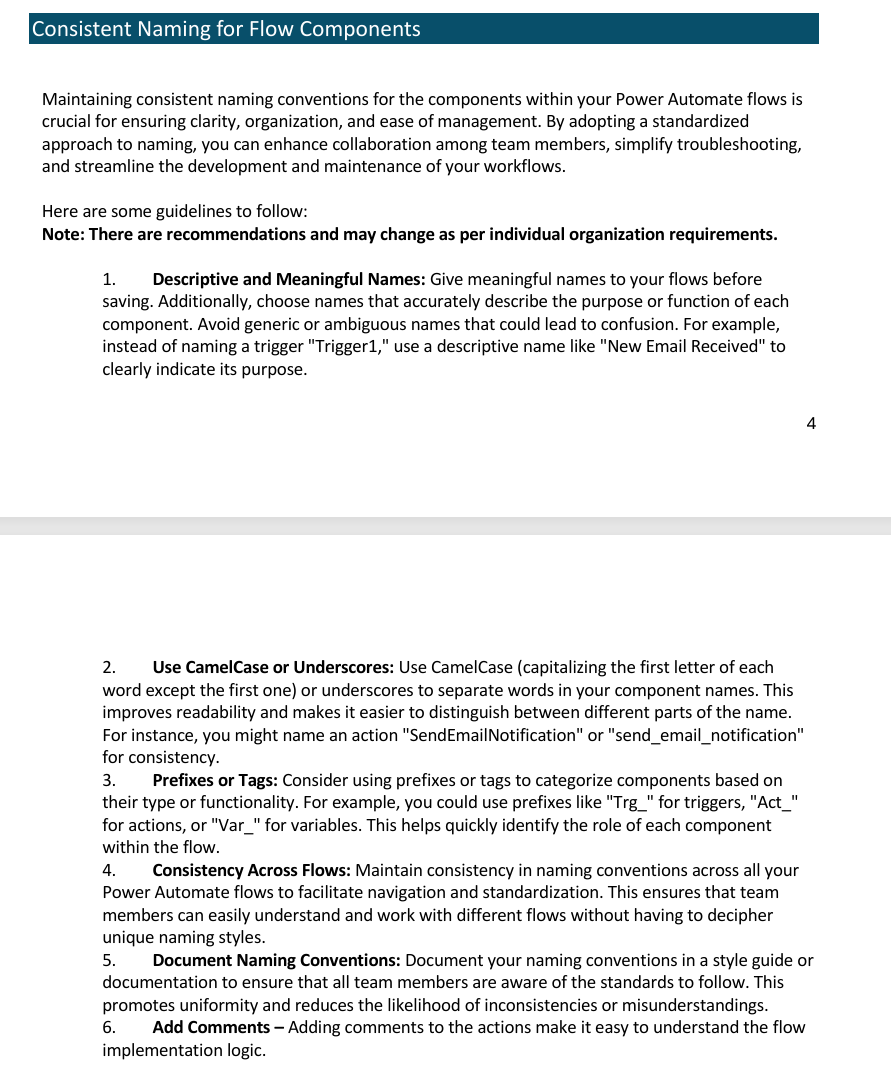 Consistent Naming for Flow Components
Maintaining consistent naming conventions for the components within your Power Automate flows is
crucial for ensuring clarity, organization, and ease of management. By adopting a standardized
approach to naming, you can enhance collaboration among team members, simplify troubleshooting,
and streamline the development and maintenance of your workflows.
Here are some guidelines to follow:
Note: There are recommendations and may change as per individual organization requirements.
1. Descriptive and Meaningful Names: Give meaningful names to your flows before
saving. Additionally, choose names that accurately describe the purpose or function of each
component. Avoid generic or ambiguous names that could lead to confusion. For example,
instead of naming a trigger "Trigger1," use a descriptive name like "New Email Received" to
clearly indicate its purpose.
4
2. Use CamelCase or Underscores: Use CamelCase (capitalizing the first letter of each
word except the first one) or underscores to separate words in your component names. This
improves readability and makes it easier to distinguish between different parts of the name.
For instance, you might name an action "SendEmailNotification" or "send_email_notification"
for consistency.
3. Prefixes or Tags: Consider using prefixes or tags to categorize components based on
their type or functionality. For example, you could use prefixes like "Trg_" for triggers, "Act_"
for actions, or "Var_" for variables. This helps quickly identify the role of each component
within the flow.
4. Consistency Across Flows: Maintain consistency in naming conventions across all your
Power Automate flows to facilitate navigation and standardization. This ensures that team
members can easily understand and work with different flows without having to decipher
unique naming styles.
5. Document Naming Conventions: Document your naming conventions in a style guide or
documentation to ensure that all team members are aware of the standards to follow. This
promotes uniformity and reduces the likelihood of inconsistencies or misunderstandings.
6. Add Comments – Adding comments to the actions make it easy to understand the flow
implementation logic.